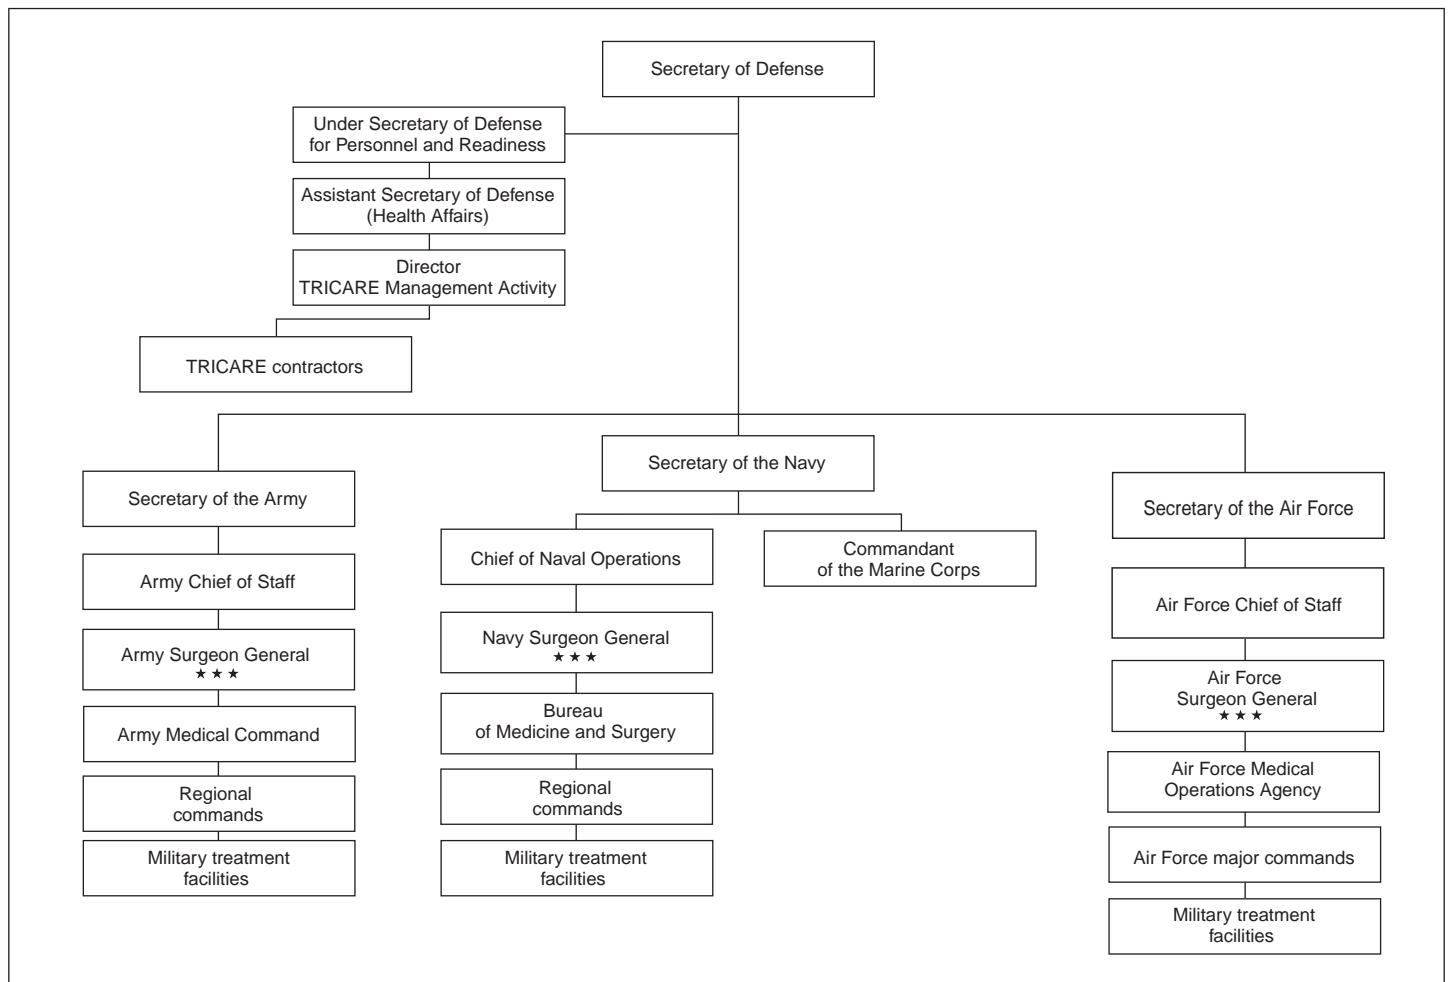 Secretary of Defense
Under Secretary of Defense
for Personnel and Readiness
Assistant Secretary of Defense
(Health Affairs)
Director
TRICARE Management Activity
TRICARE contractors
Secretary of the Army
Army Chief of Staff
Army Surgeon General
★ ★ ★
Army Medical Command
Regional
commands
Military treatment
facilities
Secretary of the Navy
Chief of Naval Operations
Navy Surgeon General
★ ★ ★
Bureau
of Medicine and Surgery
Regional
commands
Military treatment
facilities
Commandant
of the Marine Corps
Secretary of the Air Force
Air Force Chief of Staff
Air Force
Surgeon General
★ ★ ★
Air Force Medical
Operations Agency
Air Force major commands
Military treatment
facilities